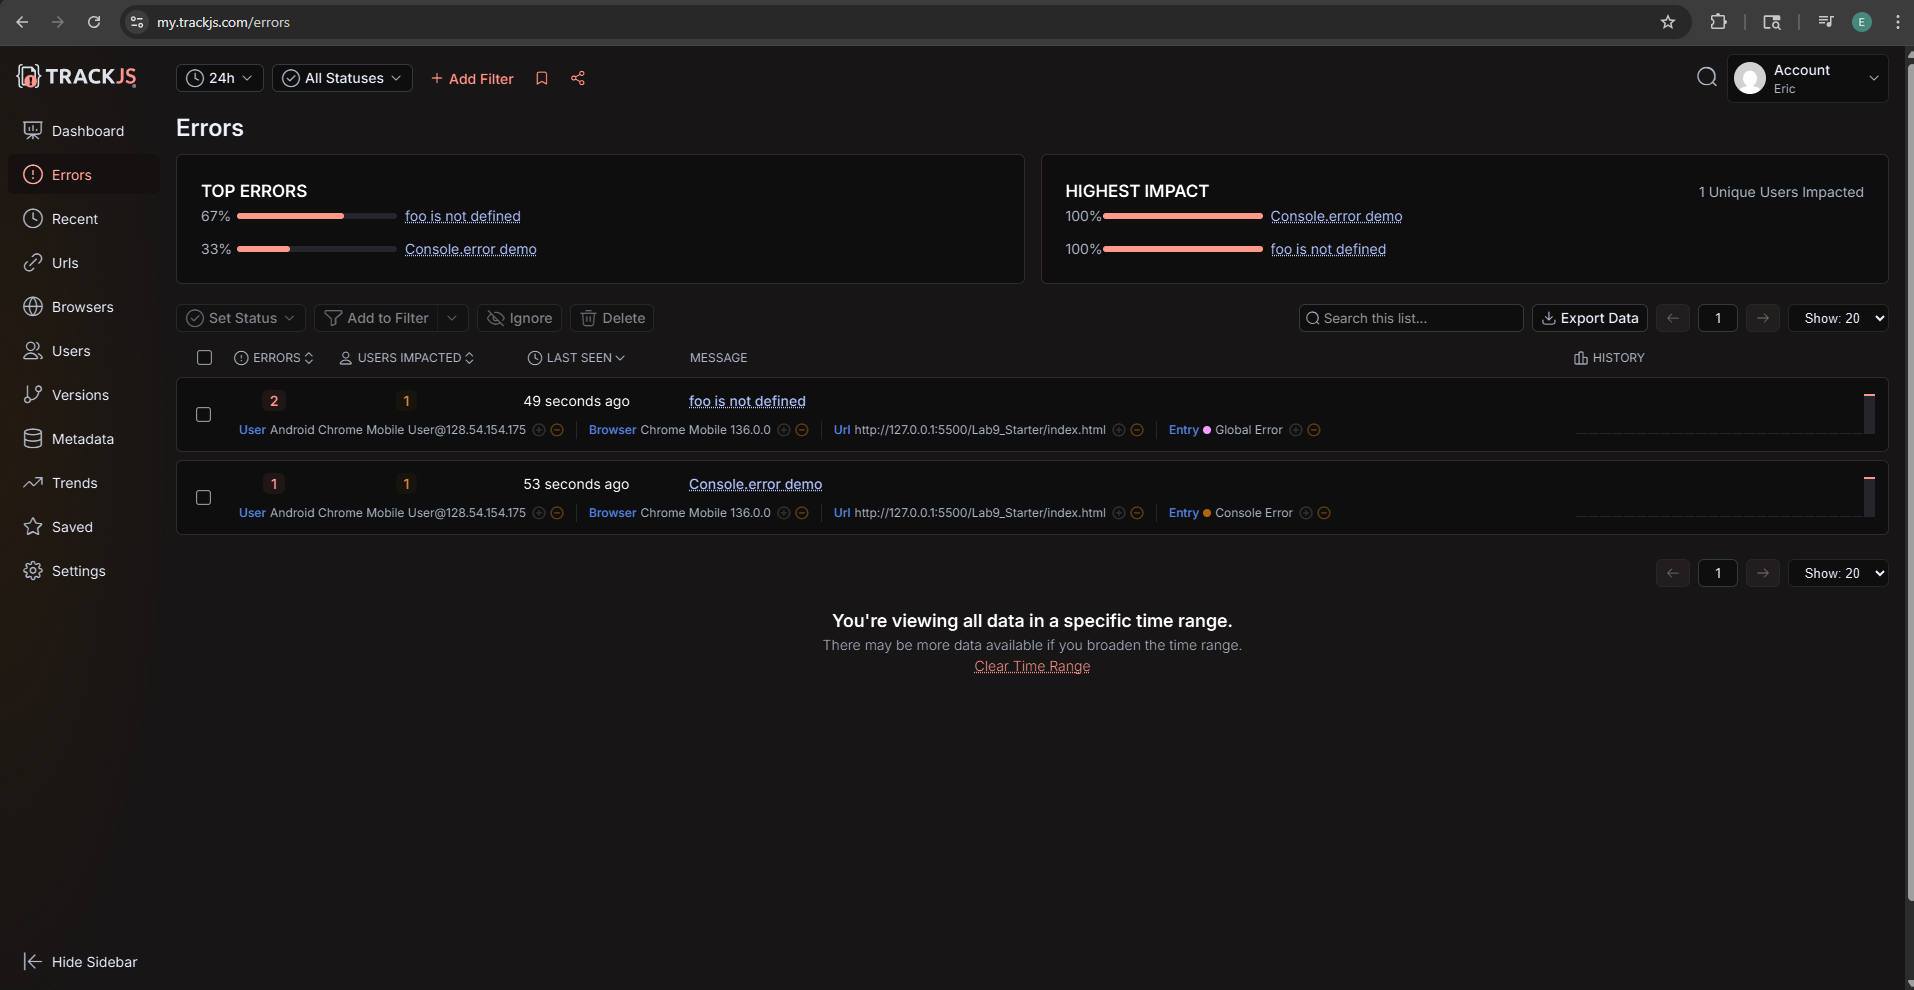 my.trackjs.com/errors
E
TRACKJS
24h
All Statuses
+ Add Filter
Account
Eric
Dashboard
Errors
Recent
Urls
Browsers
Users
Versions
Metadata
Trends
Saved
Settings
Hide Sidebar
Errors
TOP ERRORS
67% foo is not defined
33% Console.error demo
HIGHEST IMPACT
1 Unique Users Impacted
100% Console.error demo
100% foo is not defined
Set Status
Add to Filter
Ignore
Delete
Search this list...
Export Data
1
Show: 20
ERRORS USERS IMPACTED LAST SEEN MESSAGE HISTORY
2 1 49 seconds ago foo is not defined
User Android Chrome Mobile User@128.54.154.175 Browser Chrome Mobile 136.0.0 Url http://127.0.0.1:5500/Lab9_Starter/index.html Entry Global Error
1 1 53 seconds ago Console.error demo
User Android Chrome Mobile User@128.54.154.175 Browser Chrome Mobile 136.0.0 Url http://127.0.0.1:5500/Lab9_Starter/index.html Entry Console Error
1
Show: 20
You're viewing all data in a specific time range.
There may be more data available if you broaden the time range.
Clear Time Range